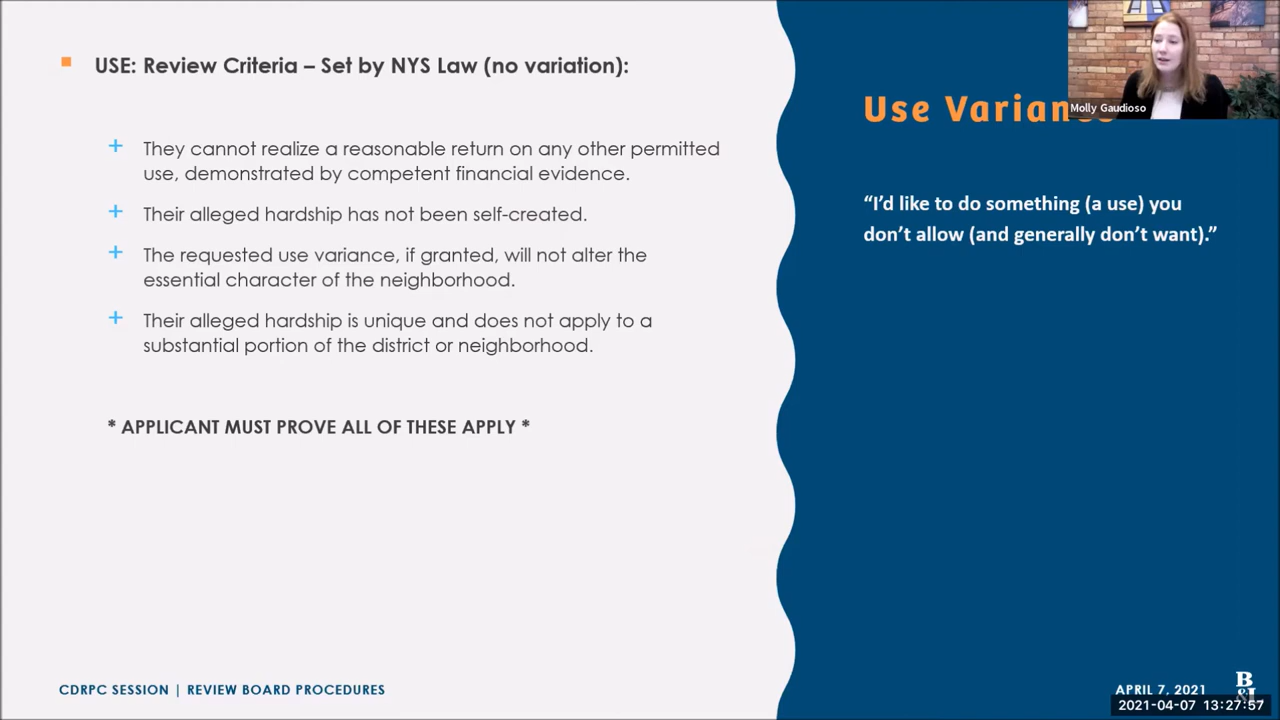 USE: Review Criteria – Set by NYS Law (no variation):
They cannot realize a reasonable return on any other permitted
use, demonstrated by competent financial evidence.
Their alleged hardship has not been self-created.
The requested use variance, if granted, will not alter the
essential character of the neighborhood.
Their alleged hardship is unique and does not apply to a
substantial portion of the district or neighborhood.
* APPLICANT MUST PROVE ALL OF THESE APPLY *
CDRPC SESSION | REVIEW BOARD PROCEDURES
Molly Gaudioso
Use
“I’d like to do something (a use) you
don’t allow (and generally don’t want).”
APRIL 7, 2021
B
&L
2021-04-07 13:27:57